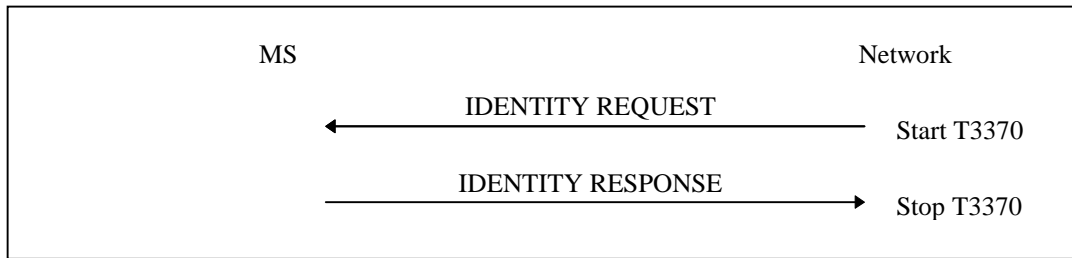 MS Network
IDENTITY REQUEST
Start T3370
IDENTITY RESPONSE
Stop T3370